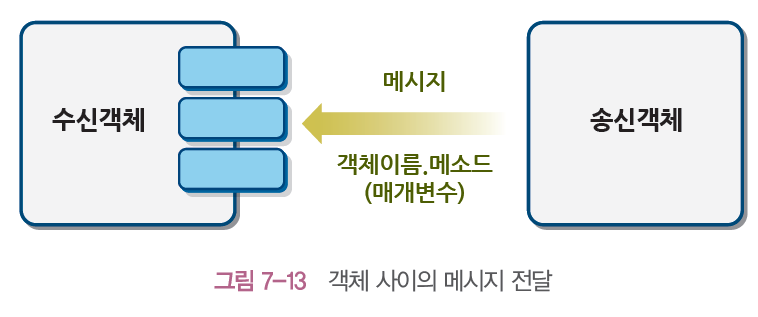 메시지
수신객체
송신객체
객체이름.메소드
(매개변수)
그림 7-13 객체 사이의 메시지 전달